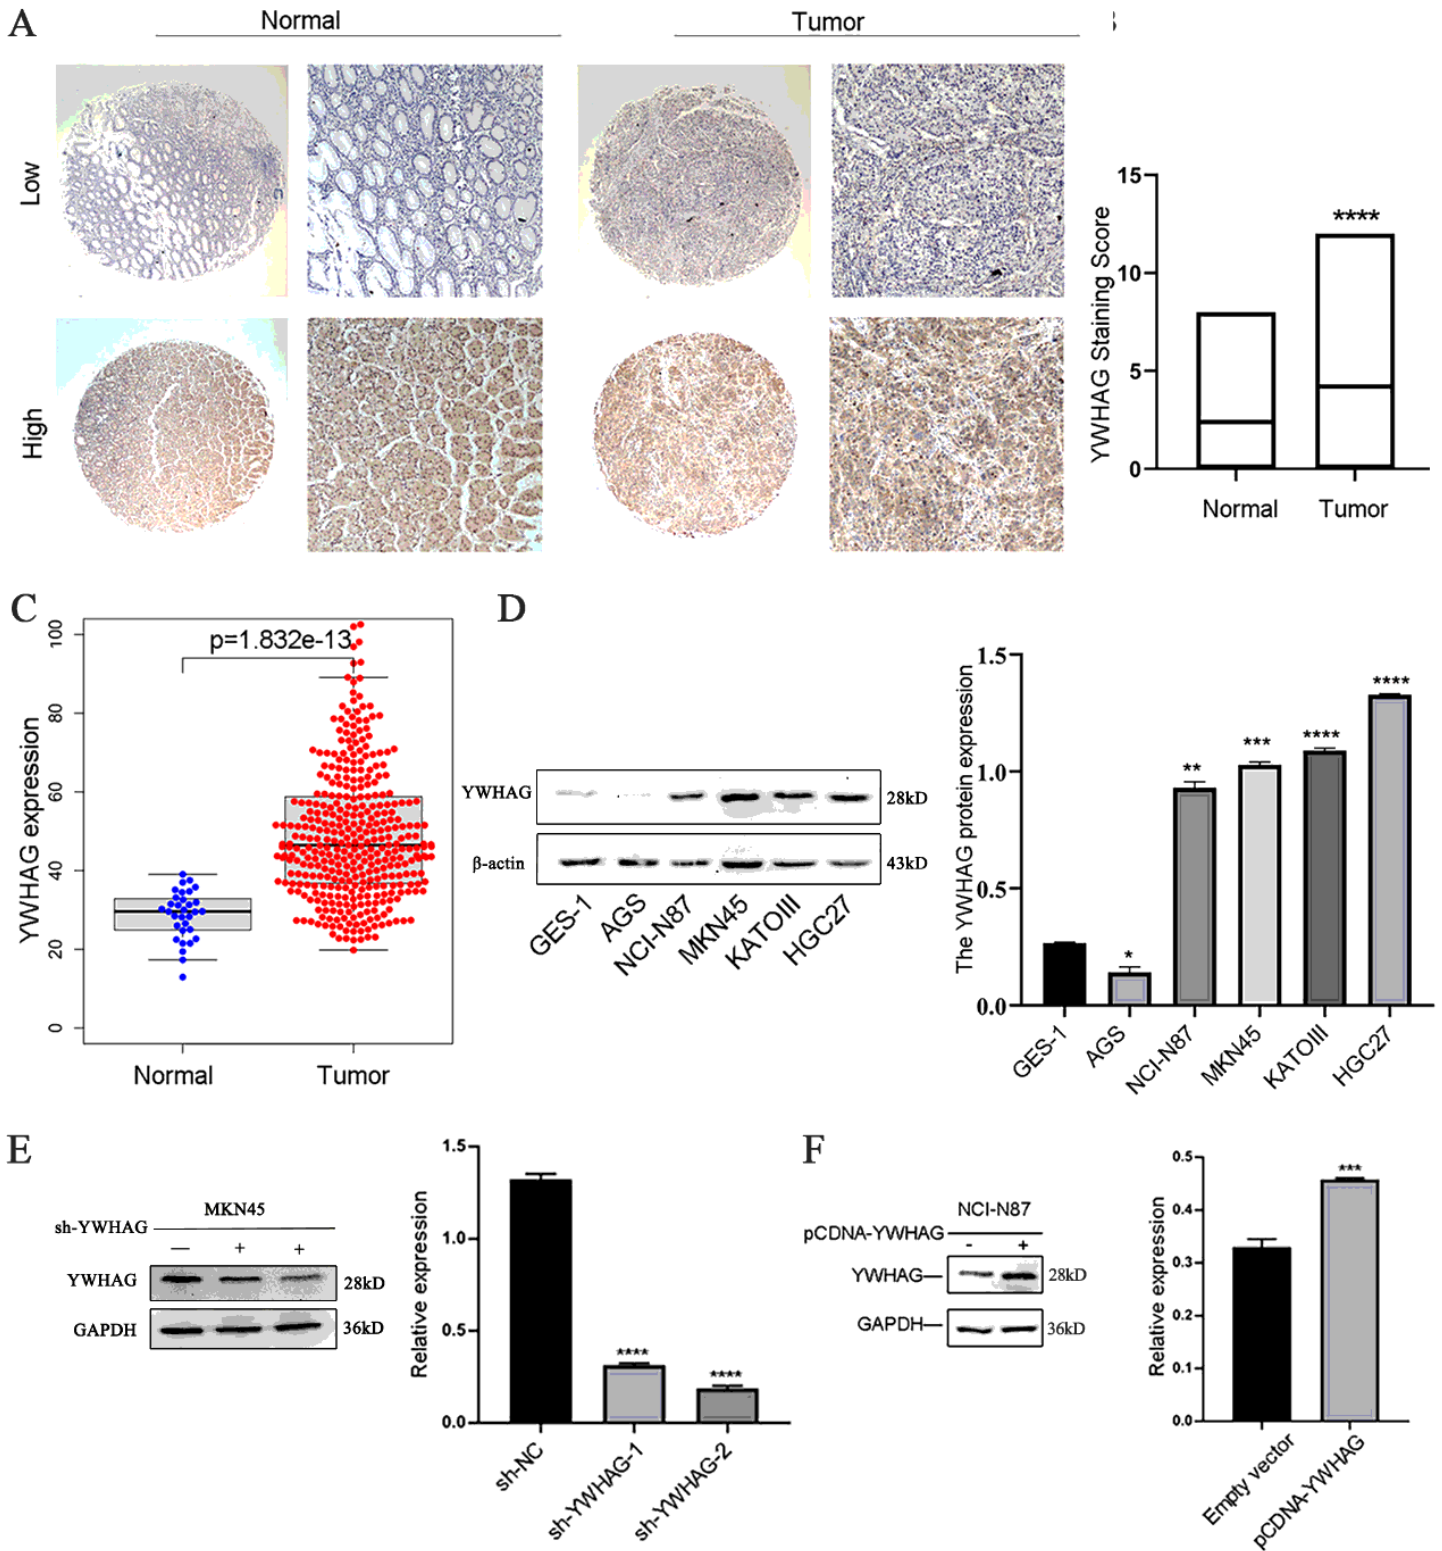 A
Normal
Tumor
Low
High
YWHAG Staining Score
15
10
5
0
****
Normal
Tumor
C
YWHAG expression
100
80
60
40
20
0
p=1.832e-13
Normal
Tumor
D
YWHAG
28kD
β-actin
43kD
GES-1
AGS
NCI-N87
MKN45
KATOIII
HGC27
The YWHAG protein expression
1.5
1.0
0.5
0.0
*
**
***
****
****
GES-1
AGS
NCI-N87
MKN45
KATOIII
HGC27
E
MKN45
sh-YWHAG
— + +
YWHAG
28kD
GAPDH
36kD
Relative expression
1.5
1.0
0.5
0.0
****
****
sh-NC
sh-YWHAG-1
sh-YWHAG-2
F
NCI-N87
pCDNA-YWHAG
- +
YWHAG—
28kD
GAPDH—
36kD
Relative expression
0.5
0.4
0.3
0.2
0.1
0.0
***
Empty vector
pCDNA-YWHAG